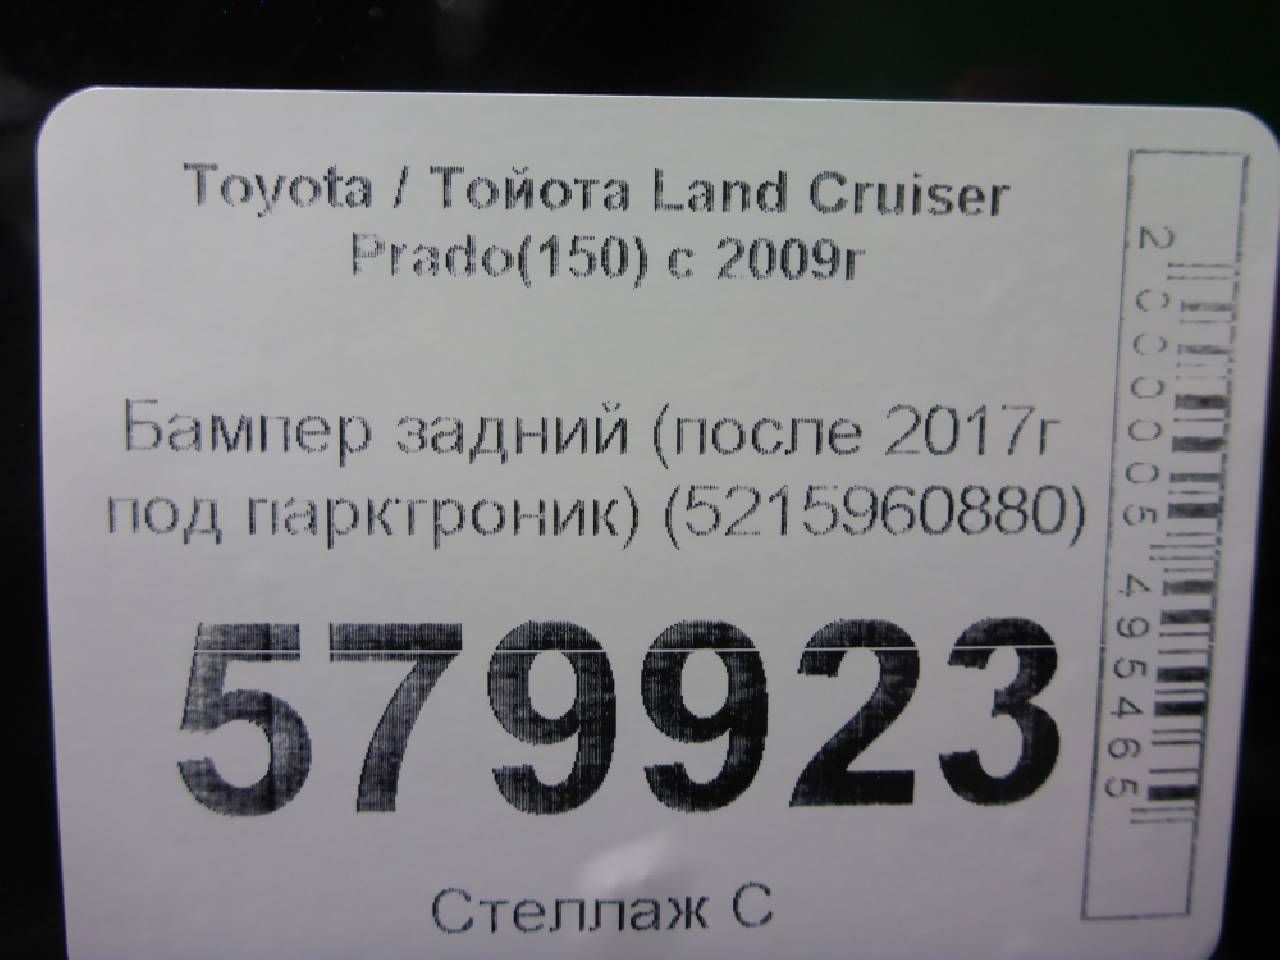 Toyota / Тойота Land Cruiser
Prado(150) с 2009г
Бампер задний (после 2017г
под парктроник) (5215960880)
579923
Стеллаж С
2000005495465